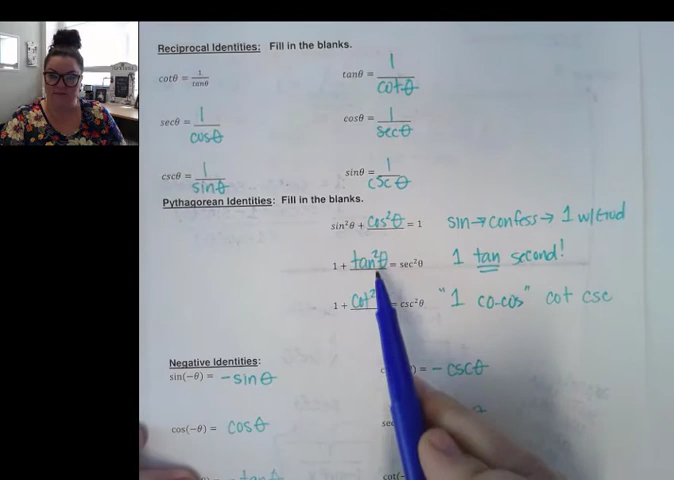 Reciprocal Identities: Fill in the blanks.
cotθ = 1/tanθ
tanθ = 1/cotθ
secθ = 1/cosθ
cosθ = 1/secθ
cscθ = 1/sinθ
sinθ = 1/cscθ
Pythagorean Identities: Fill in the blanks.
sin²θ + cos²θ = 1 sin→confess→ 1 w/God
1 + tan²θ = sec²θ 1 tan second!
1 + cot² = csc²θ "1 co-cos" cot csc
Negative Identities:
sin(-θ) = -sinθ
= -cscθ
cos(-θ) = cosθ
sec
tanθ
cot(-